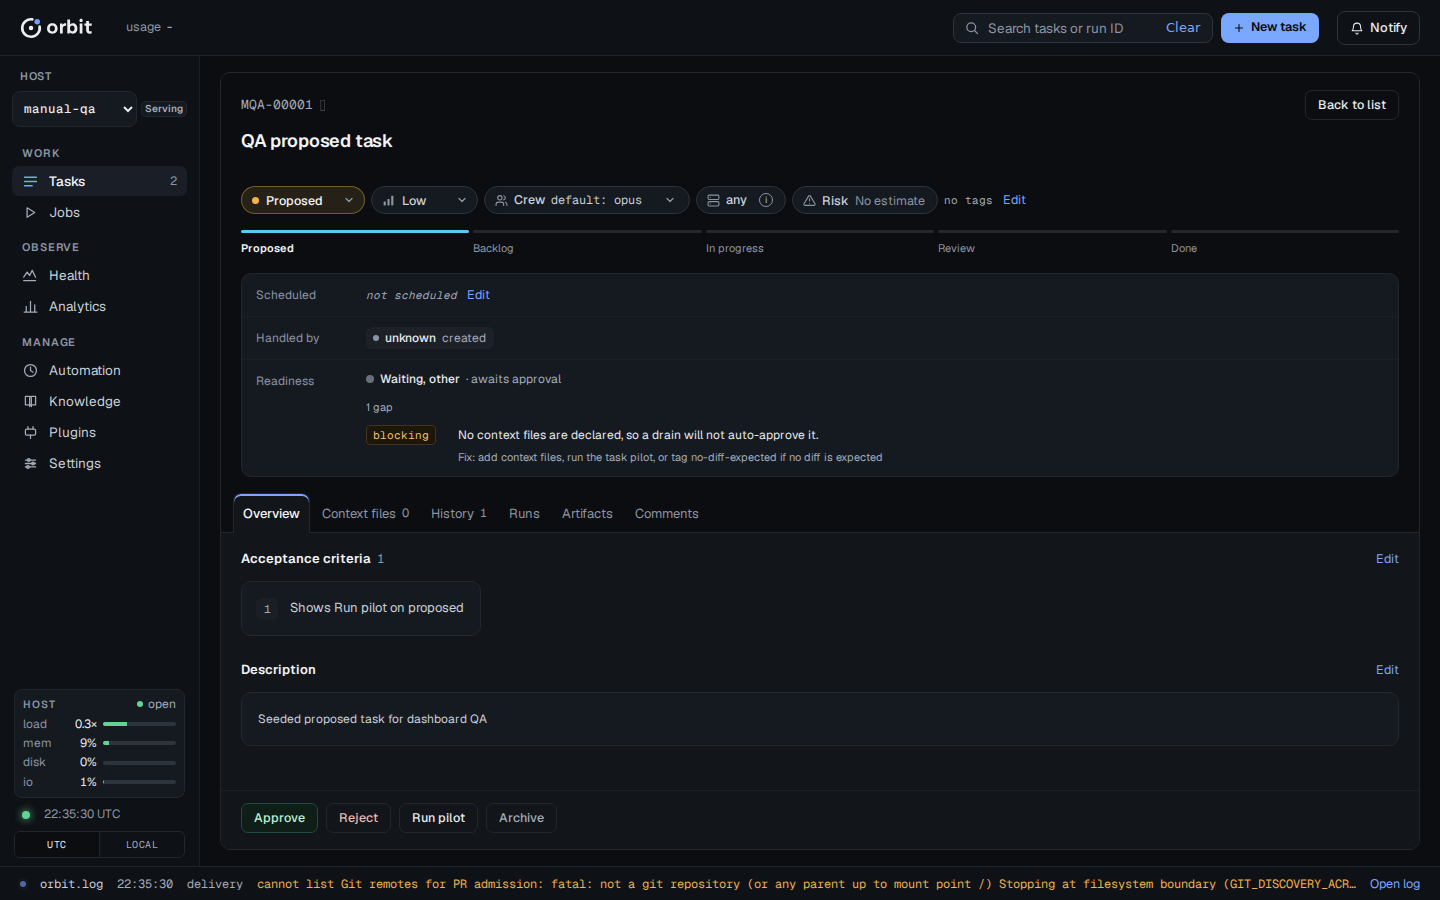 orbit
usage -
Search tasks or run ID
Clear
+ New task
Notify
HOST
manual-qa
Serving
WORK
Tasks 2
Jobs
OBSERVE
Health
Analytics
MANAGE
Automation
Knowledge
Plugins
Settings
HOST open
load 0.3×
mem 9%
disk 0%
io 1%
22:35:30 UTC
UTC LOCAL
MQA-00001
Back to list
QA proposed task
Proposed
Low
Crew default: opus
any
Risk No estimate
no tags
Edit
Proposed Backlog In progress Review Done
Scheduled not scheduled Edit
Handled by unknown created
Readiness Waiting, other · awaits approval
1 gap
blocking No context files are declared, so a drain will not auto-approve it.
Fix: add context files, run the task pilot, or tag no-diff-expected if no diff is expected
Overview Context files 0 History 1 Runs Artifacts Comments
Acceptance criteria 1 Edit
1 Shows Run pilot on proposed
Description Edit
Seeded proposed task for dashboard QA
Approve Reject Run pilot Archive
orbit.log 22:35:30 delivery cannot list Git remotes for PR admission: fatal: not a git repository (or any parent up to mount point /) Stopping at filesystem boundary (GIT_DISCOVERY_ACR… Open log